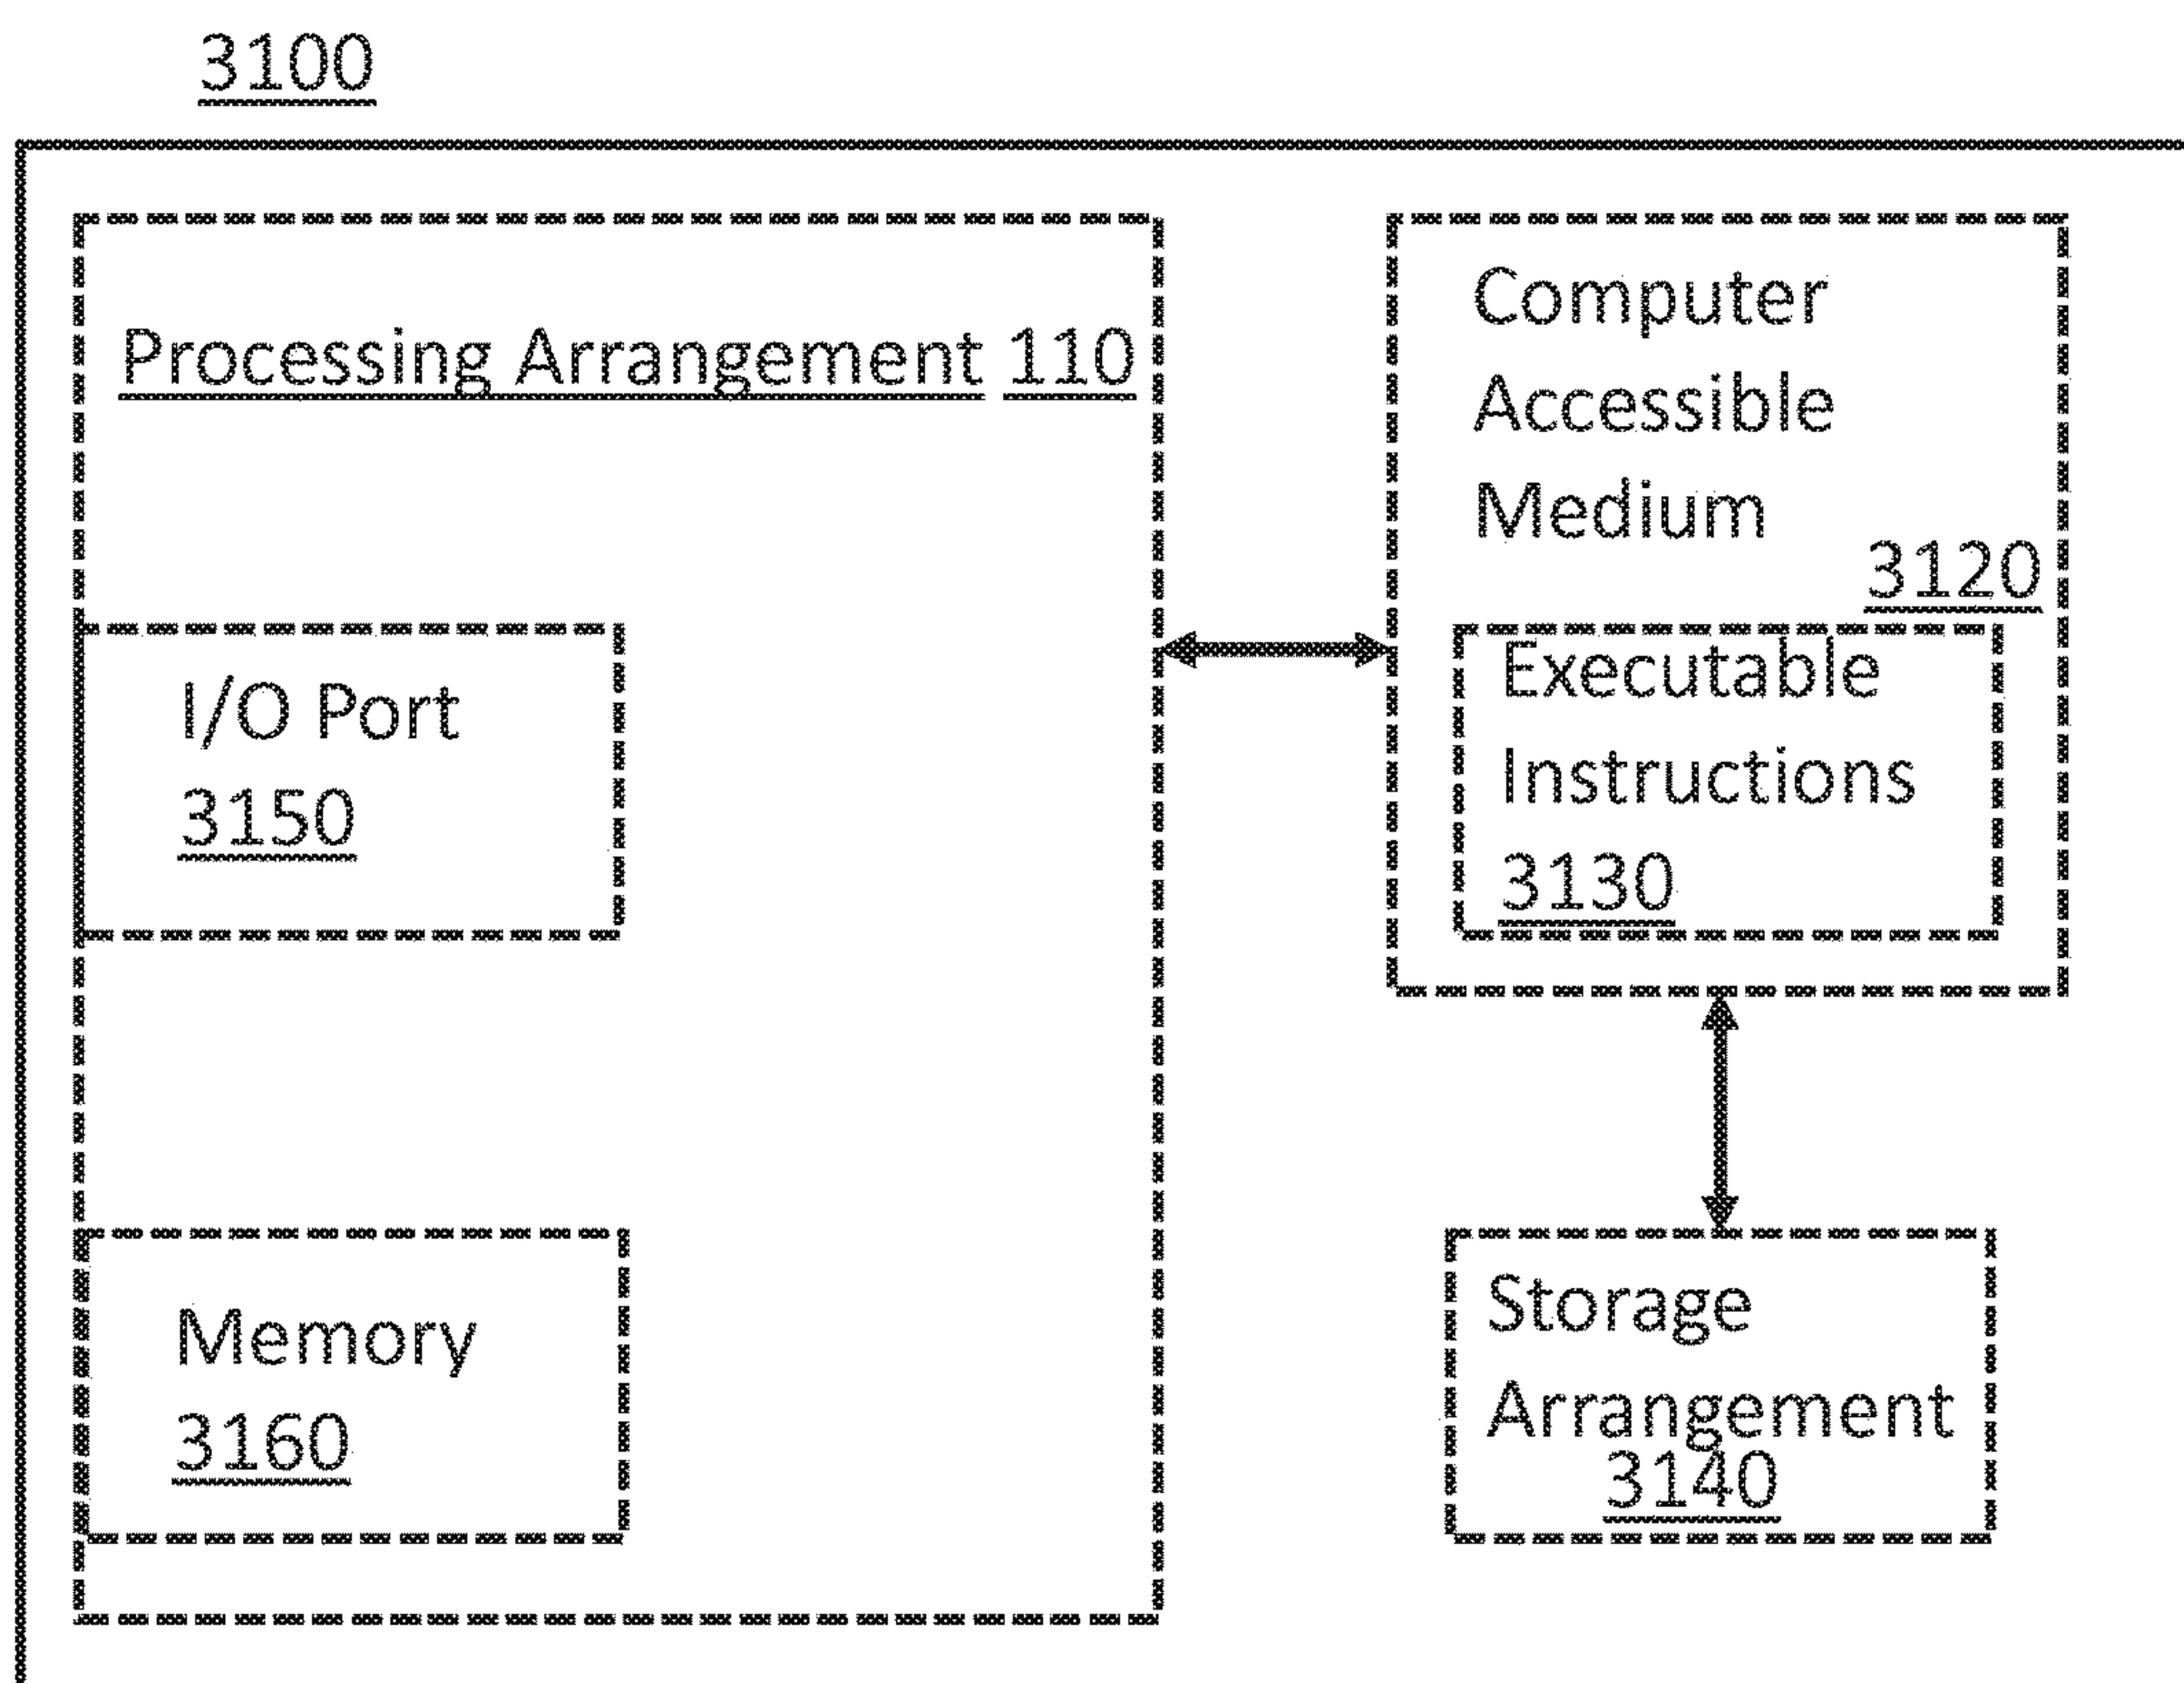 3100
Processing Arrangement 110
I/O Port
3150
Memory
3160
Computer
Accessible
Medium
3120
Executable
Instructions
3130
Storage
Arrangement
3140